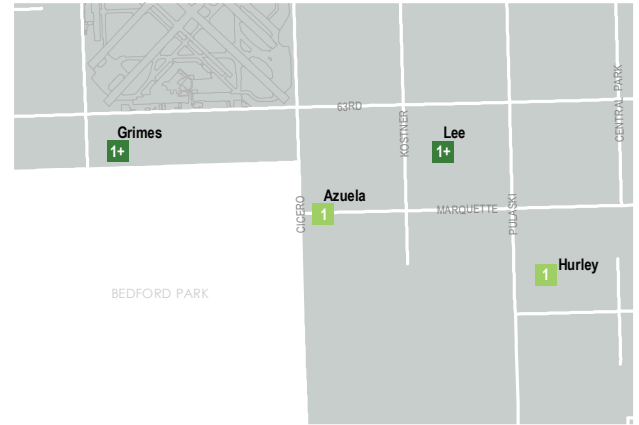 63RD
CENTRAL PARK
Grimes
1+
KOSTNER
Lee
1+
Azuela
1
CICERO
MARQUETTE
PULASKI
Hurley
1
BEDFORD PARK